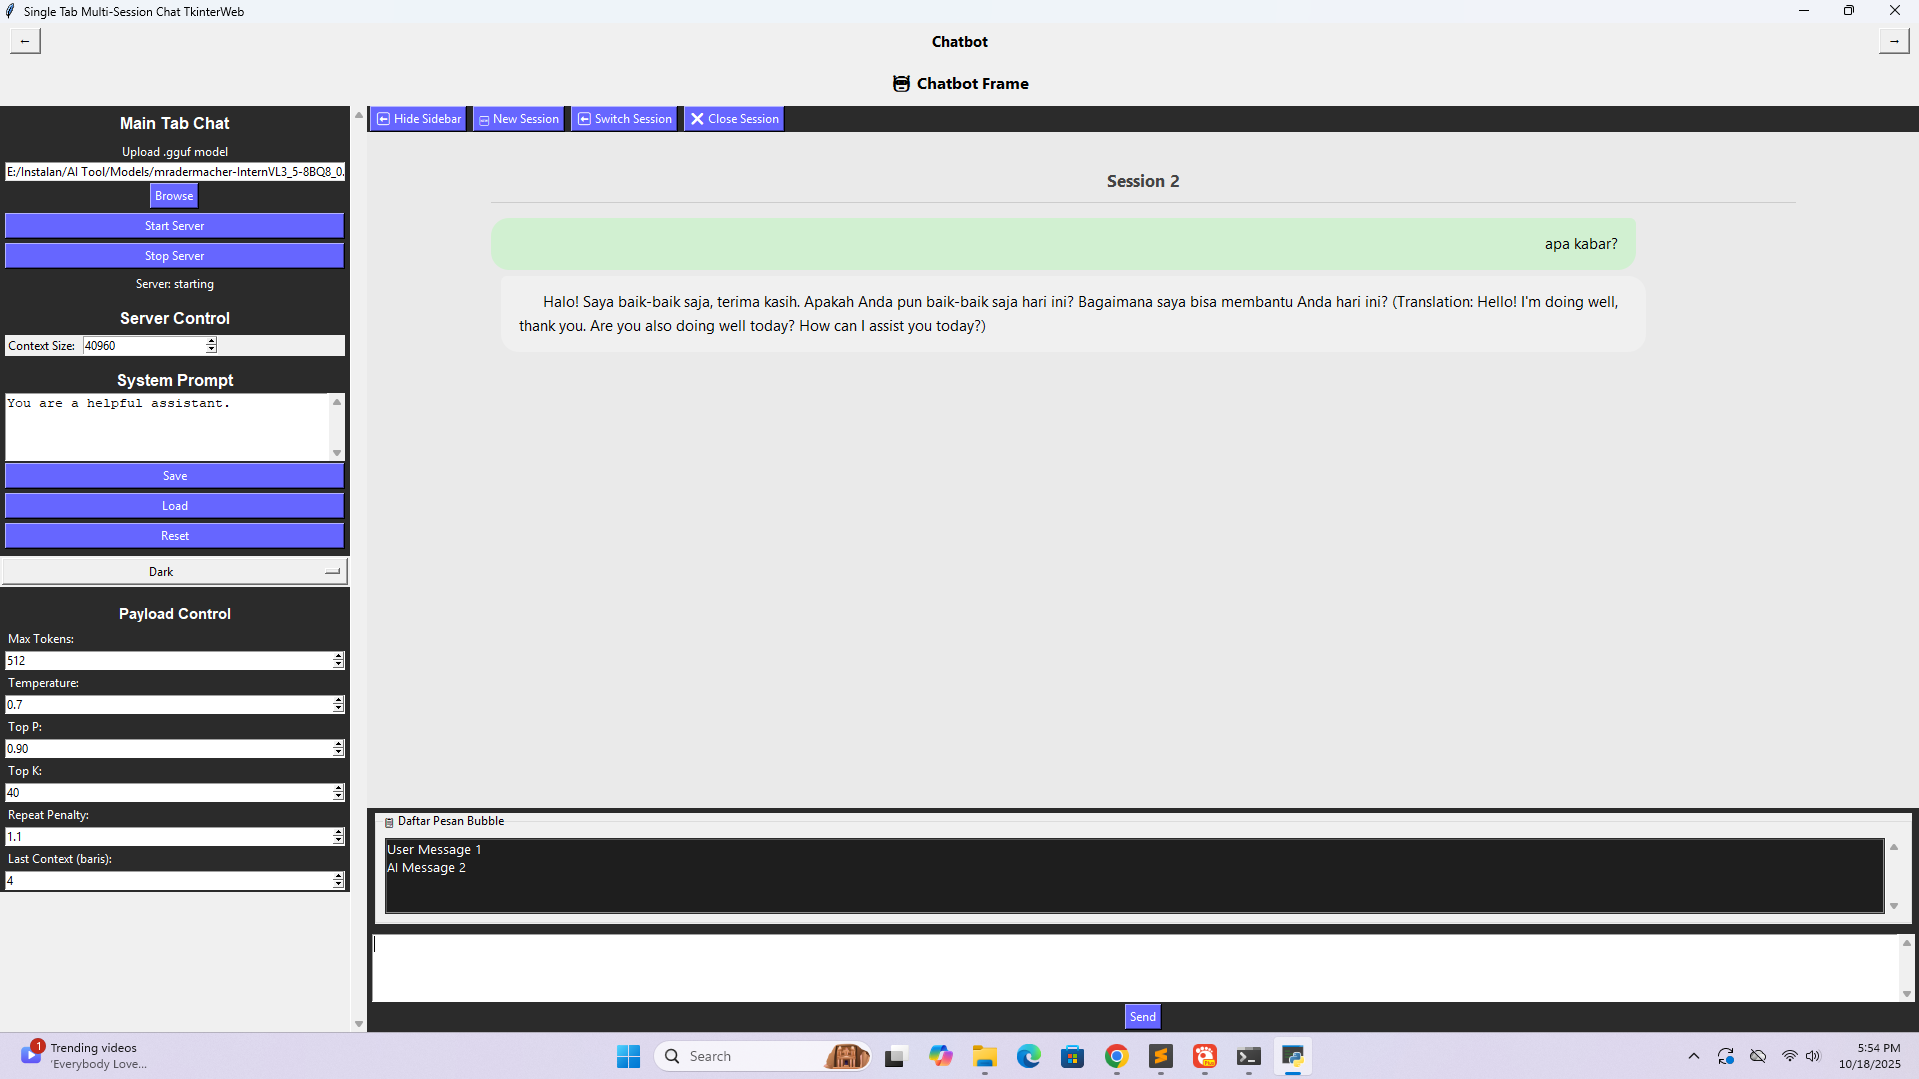 Single Tab Multi-Session Chat TkinterWeb
←
Chatbot
→
Chatbot Frame
Main Tab Chat
Upload .gguf model
E:/Instalan/AI Tool/Models/mradermacher-InternVL3_5-8BQ8_0.
Browse
Start Server
Stop Server
Server: starting
Server Control
Context Size: 40960
System Prompt
You are a helpful assistant.
Save
Load
Reset
Dark
Payload Control
Max Tokens:
512
Temperature:
0.7
Top P:
0.90
Top K:
40
Repeat Penalty:
1.1
Last Context (baris):
4
Hide Sidebar
New Session
Switch Session
Close Session
Session 2
apa kabar?
Halo! Saya baik-baik saja, terima kasih. Apakah Anda pun baik-baik saja hari ini? Bagaimana saya bisa membantu Anda hari ini? (Translation: Hello! I'm doing well,
thank you. Are you also doing well today? How can I assist you today?)
Daftar Pesan Bubble
User Message 1
AI Message 2
Send
1
Trending videos
'Everybody Love...
Search
5:54 PM
10/18/2025